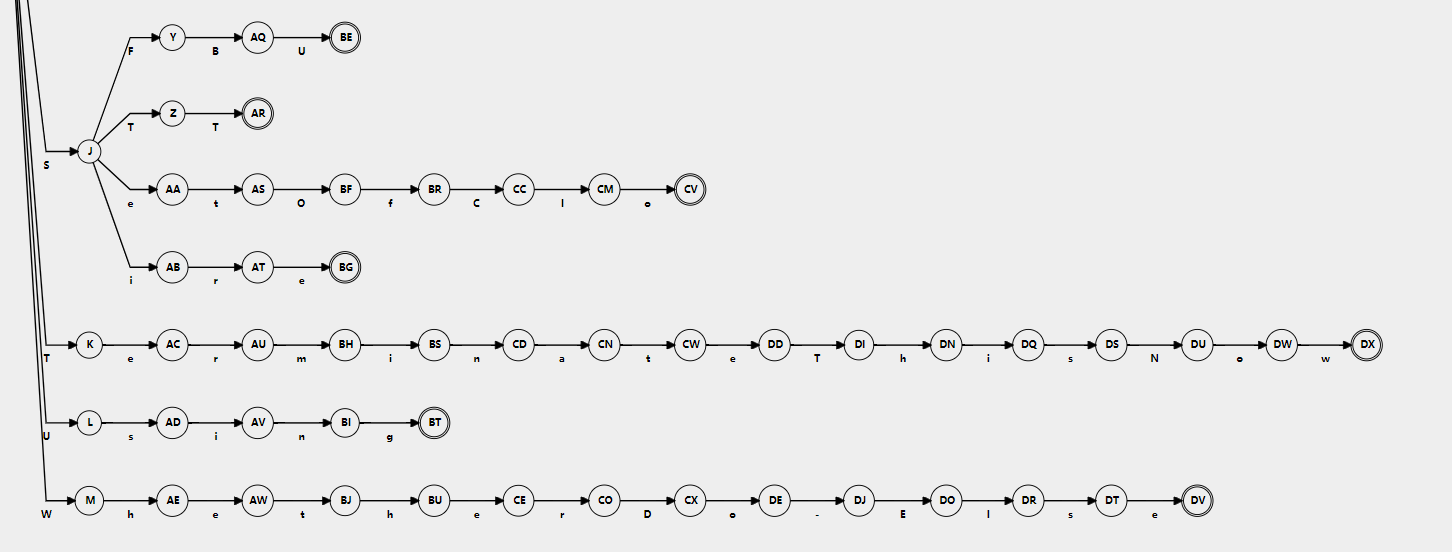 Y AQ BE
F B U
Z AR
T T
S J
AA AS BF BR CC CM CV
e t O f C l o
AB AT BG
i r e
K AC AU BH BS CD CN CW DD DI DN DQ DS DU DW DX
T e r m i n a t e T h i s N o w
L AD AV BI BT
U s i n g
M AE AW BJ BU CE CO CX DE DJ DO DR DT DV
W h e t h e r D o - E l s e